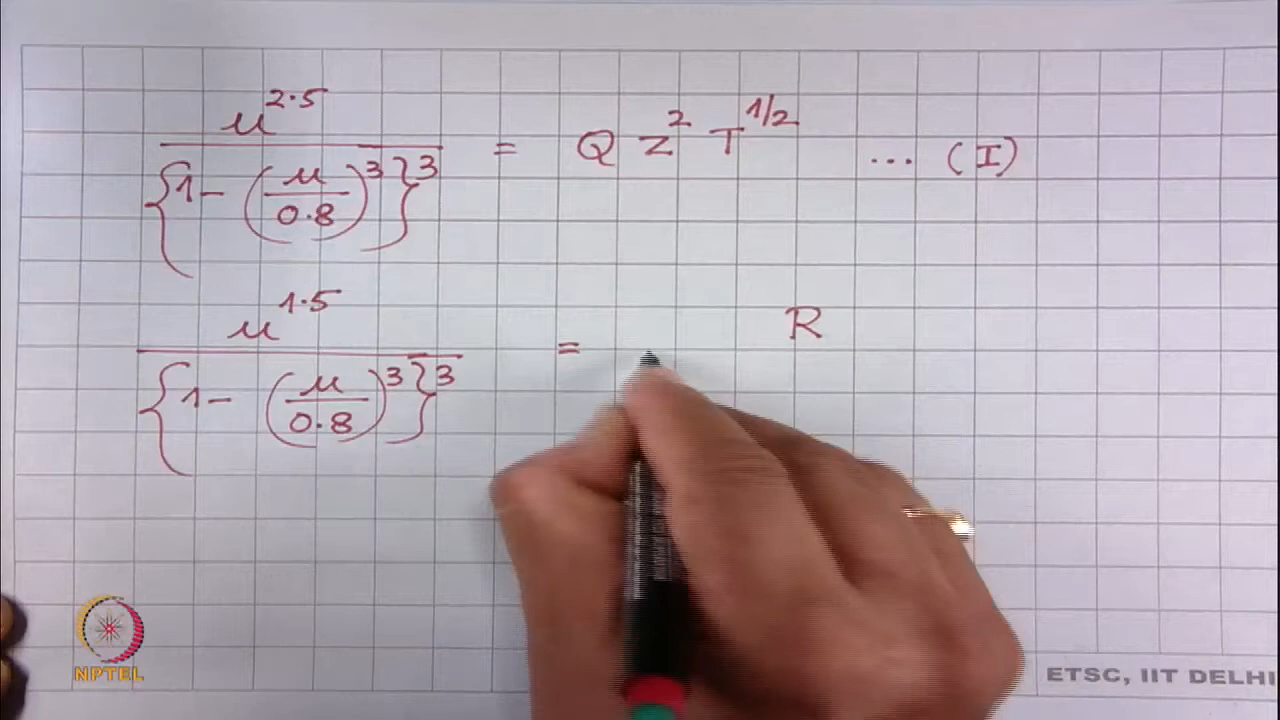 μ^2.5 / {1 - (μ/0.8)^3}^3 = Q Z^2 T^1/2 ... (I)
μ^1.5 / {1 - (μ/0.8)^3}^3 = R
NPTEL
ETSC, IIT DELHI